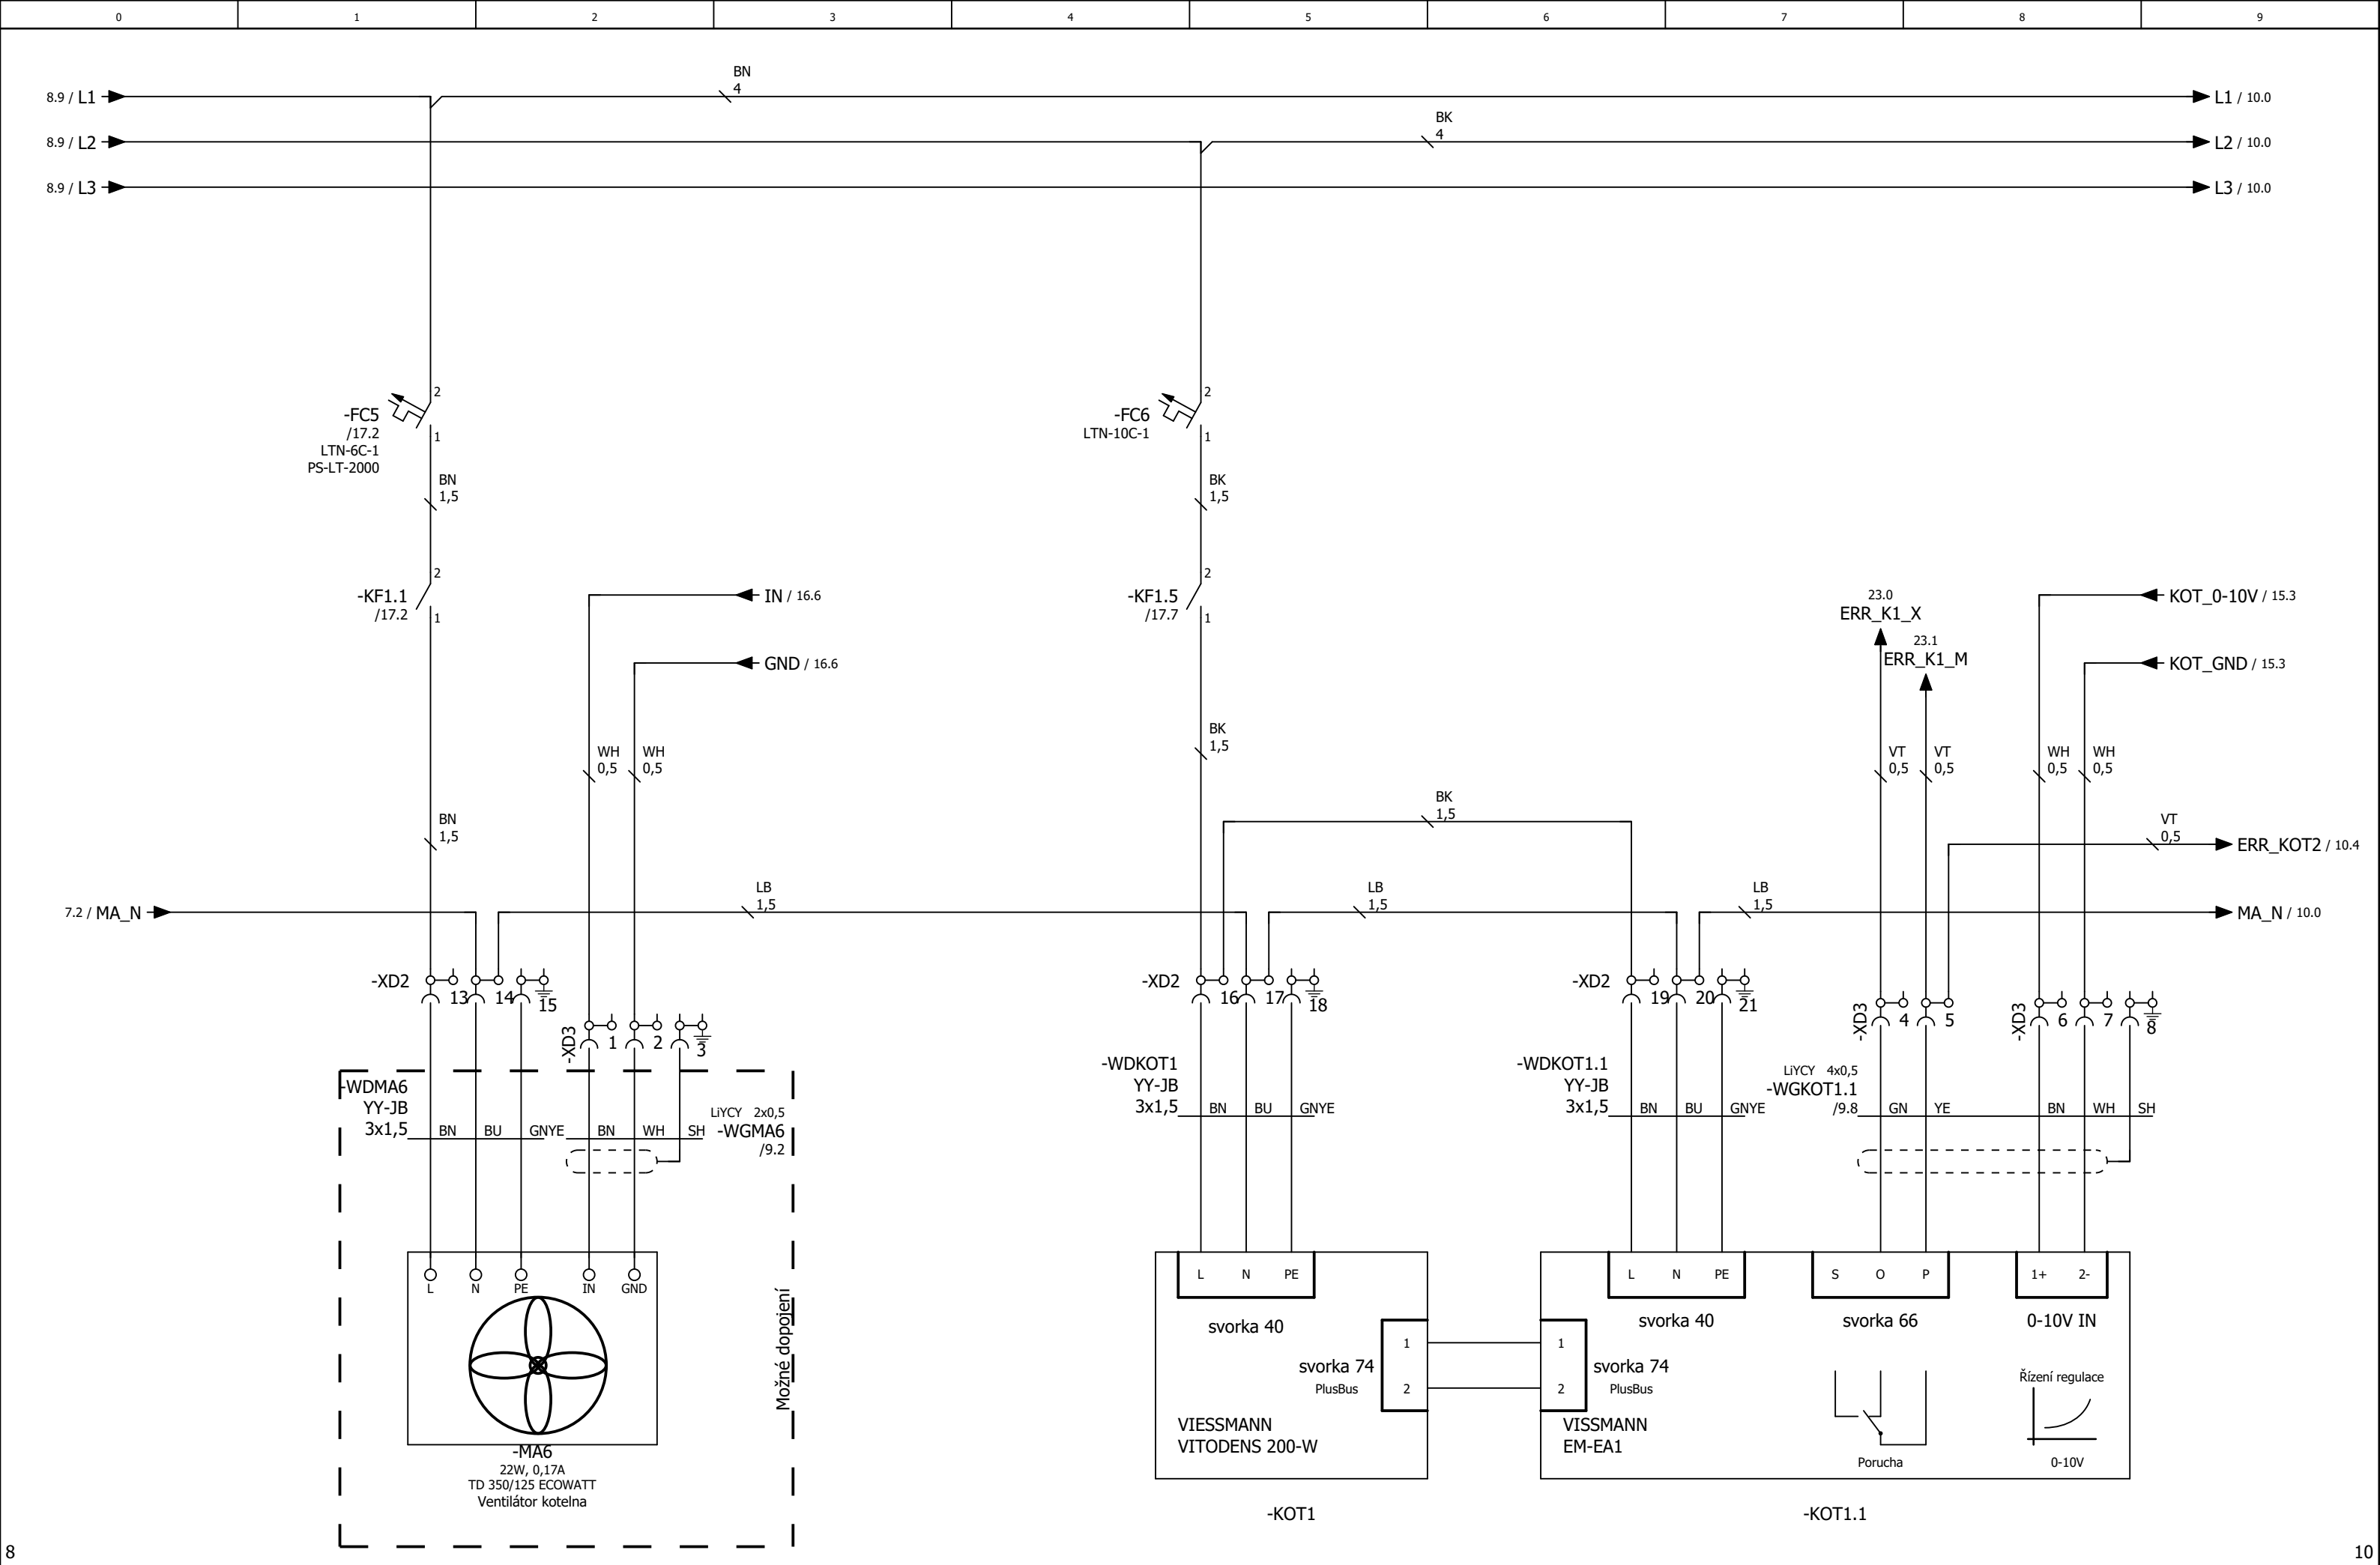 0 1 2 3 4 5 6 7 8 9
BN
4
8.9 / L1
L1 / 10.0
BK
4
8.9 / L2
L2 / 10.0
8.9 / L3
L3 / 10.0
2
-FC5
/17.2
LTN-6C-1
PS-LT-2000
1
BN
1,5
2
-FC6
LTN-10C-1
1
BK
1,5
2
-KF1.1
/17.2
1
IN / 16.6
GND / 16.6
2
-KF1.5
/17.7
1
23.0
ERR_K1_X
23.1
ERR_K1_M
KOT_0-10V / 15.3
KOT_GND / 15.3
WH
0,5
WH
0,5
BK
1,5
VT
0,5
VT
0,5
WH
0,5
WH
0,5
BN
1,5
BK
1,5
VT
0,5
ERR_KOT2 / 10.4
7.2 / MA_N
LB
1,5
LB
1,5
LB
1,5
MA_N / 10.0
-XD2 13 14 15
-XD3 1 2 3
-XD2 16 17 18
-XD2 19 20 21
-XD3 4 5
-XD3 6 7 8
-WDMA6
YY-JB
3x1,5
BN BU GNYE
BN WH SH
LiYCY 2x0,5
-WGMA6
/9.2
-WDKOT1
YY-JB
3x1,5
BN BU GNYE
-WDKOT1.1
YY-JB
3x1,5
BN BU GNYE
LiYCY 4x0,5
-WGKOT1.1
/9.8
GN YE BN WH SH
L N PE IN GND
Možné dopojení
-MA6
22W, 0,17A
TD 350/125 ECOWATT
Ventilátor kotelna
L N PE
svorka 40
svorka 74
PlusBus
1
2
VIESSMANN
VITODENS 200-W
-KOT1
L N PE
svorka 40
S O P
svorka 66
1+ 2-
0-10V IN
1
2
svorka 74
PlusBus
VISSMANN
EM-EA1
Porucha
Řízení regulace
0-10V
-KOT1.1
8
10